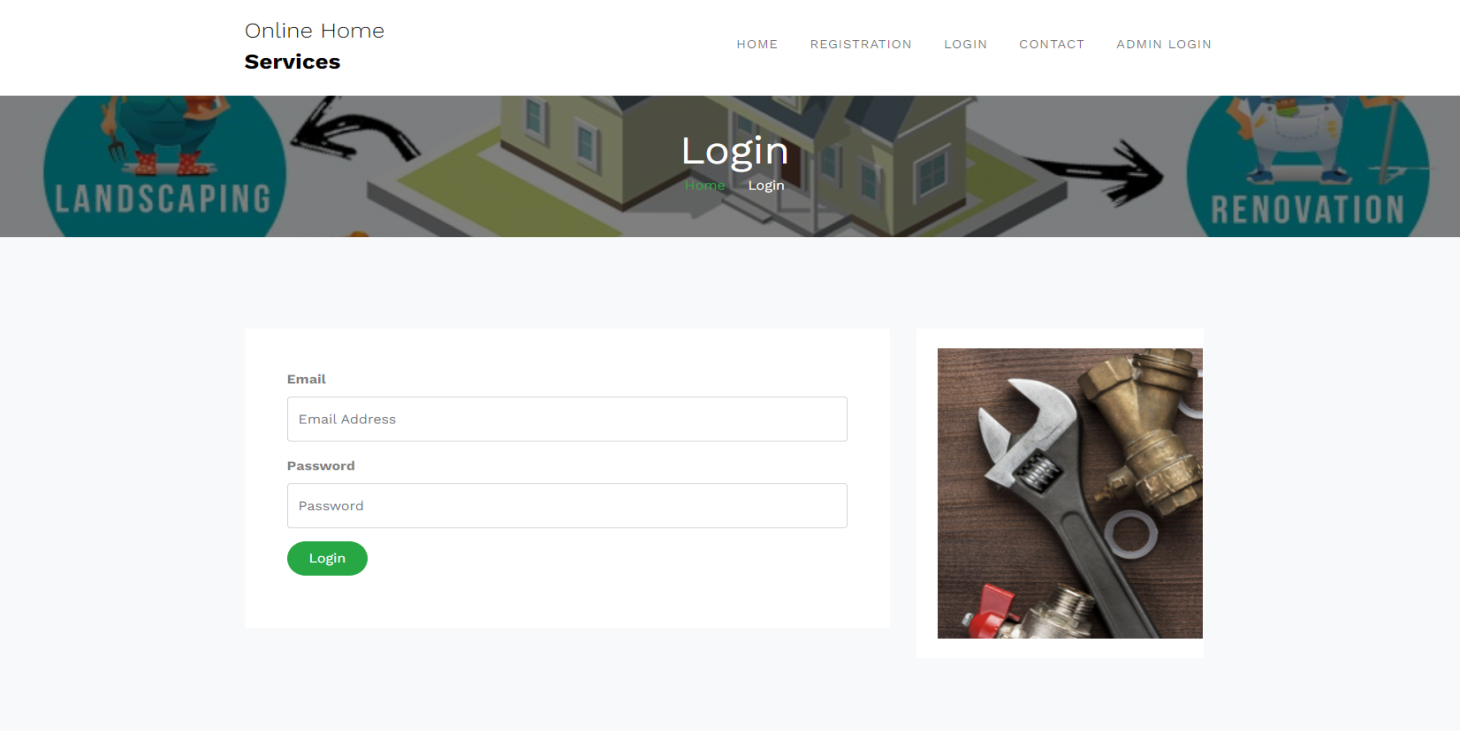 Online Home
Services
HOME REGISTRATION LOGIN CONTACT ADMIN LOGIN
Login
Home Login
LANDSCAPING
RENOVATION
Email
Email Address
Password
Password
Login